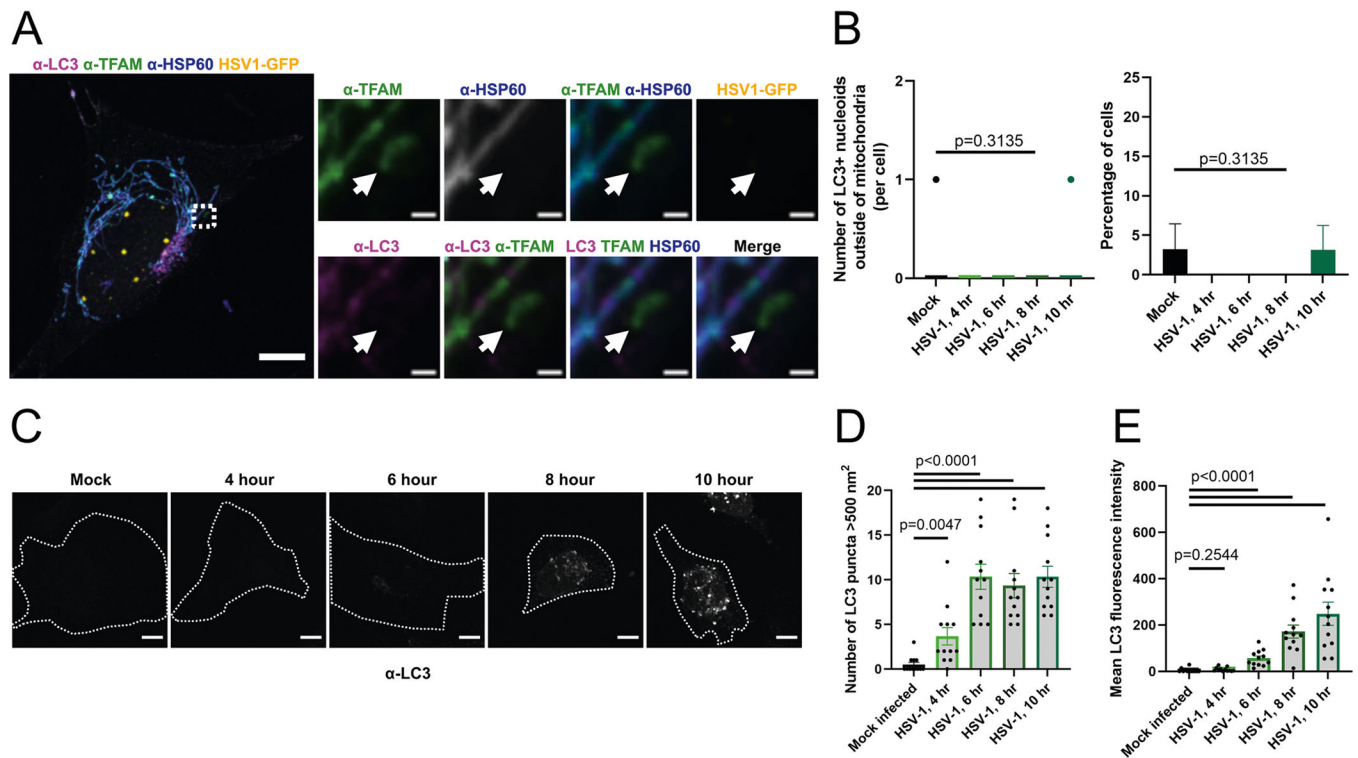 A
α-LC3 α-TFAM α-HSP60 HSV1-GFP
α-TFAM
α-HSP60
α-TFAM α-HSP60
HSV1-GFP
α-LC3
α-LC3 α-TFAM
LC3 TFAM HSP60
Merge
B
Number of LC3+ nucleoids
outside of mitochondria
(per cell)
2
1
0
p=0.3135
Mock
HSV-1, 4 hr
HSV-1, 6 hr
HSV-1, 8 hr
HSV-1, 10 hr
Percentage of cells
25
20
15
10
5
0
p=0.3135
Mock
HSV-1, 4 hr
HSV-1, 6 hr
HSV-1, 8 hr
HSV-1, 10 hr
C
Mock
4 hour
6 hour
8 hour
10 hour
α-LC3
D
Number of LC3 puncta >500 nm²
20
15
10
5
0
p<0.0001
p=0.0047
Mock infected
HSV-1, 4 hr
HSV-1, 6 hr
HSV-1, 8 hr
HSV-1, 10 hr
E
Mean LC3 fluorescence intensity
800
600
400
200
0
p<0.0001
p=0.2544
Mock infected
HSV-1, 4 hr
HSV-1, 6 hr
HSV-1, 8 hr
HSV-1, 10 hr